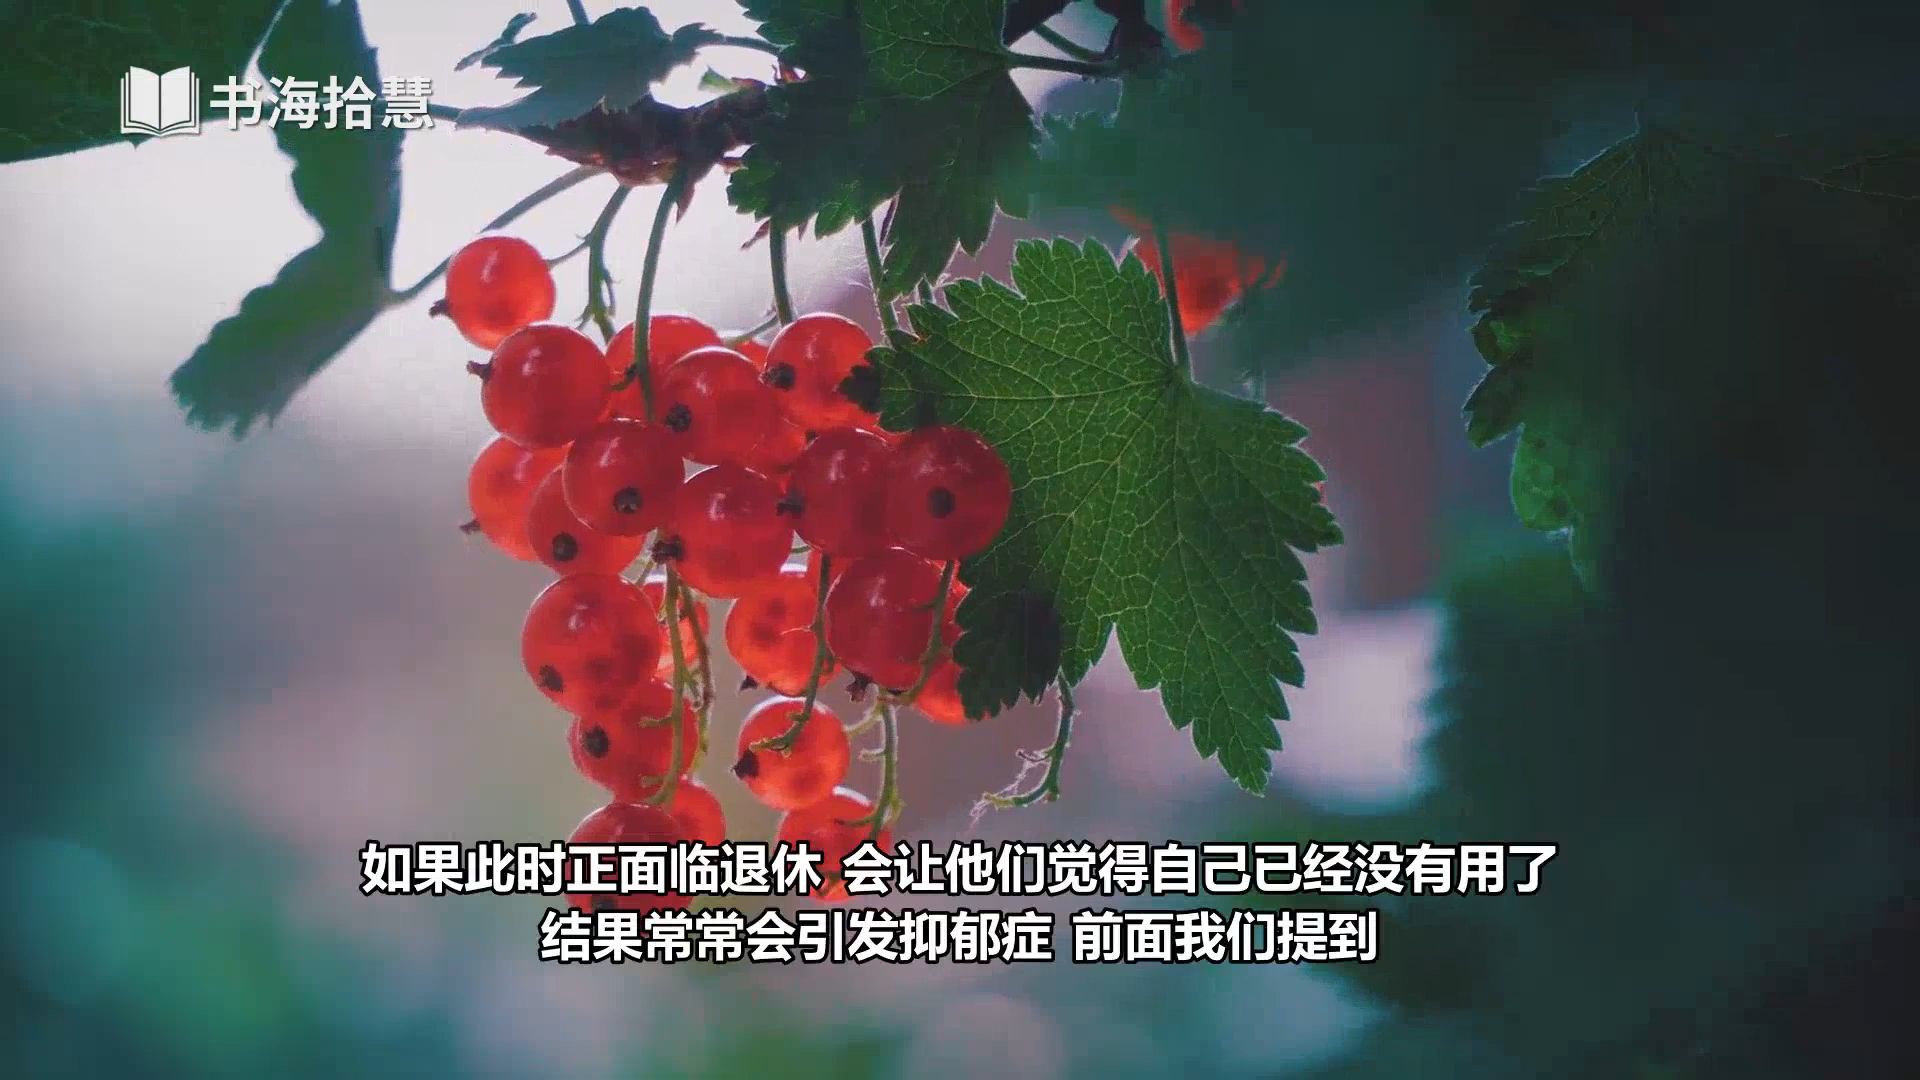 书海拾慧
如果此时正面临退休 会让他们觉得自己已经没有用了
结果常常会引发抑郁症 前面我们提到